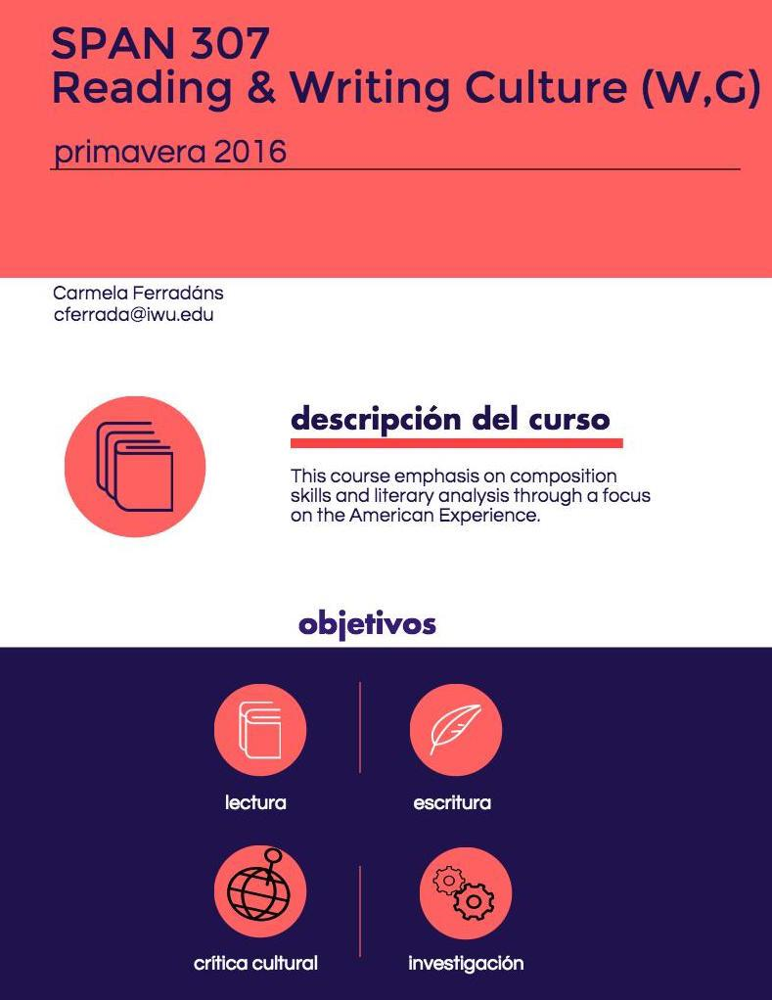 SPAN 307
Reading & Writing Culture (W,G)
primavera 2016
Carmela Ferradáns
cferrada@iwu.edu
descripción del curso
This course emphasis on composition
skills and literary analysis through a focus
on the American Experience.
objetivos
lectura
escritura
crítica cultural
investigación